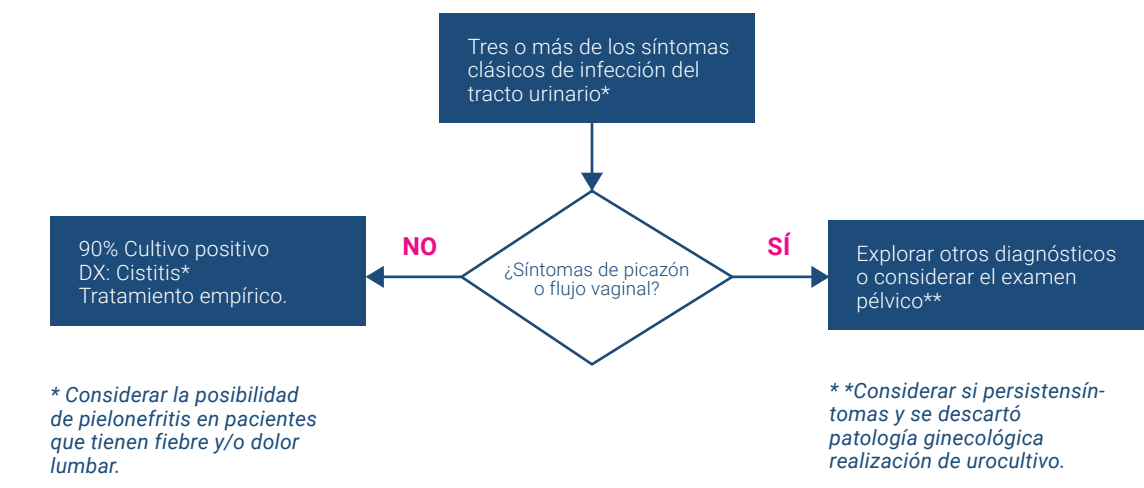 Tres o más de los síntomas
clásicos de infección del
tracto urinario*
NO
SÍ
90% Cultivo positivo
DX: Cistitis*
Tratamiento empírico.
¿Síntomas de picazón
o flujo vaginal?
Explorar otros diagnósticos
o considerar el examen
pélvico**
* Considerar la posibilidad
de pielonefritis en pacientes
que tienen fiebre y/o dolor
lumbar.
* *Considerar si persistensín-
tomas y se descartó
patología ginecológica
realización de urocultivo.